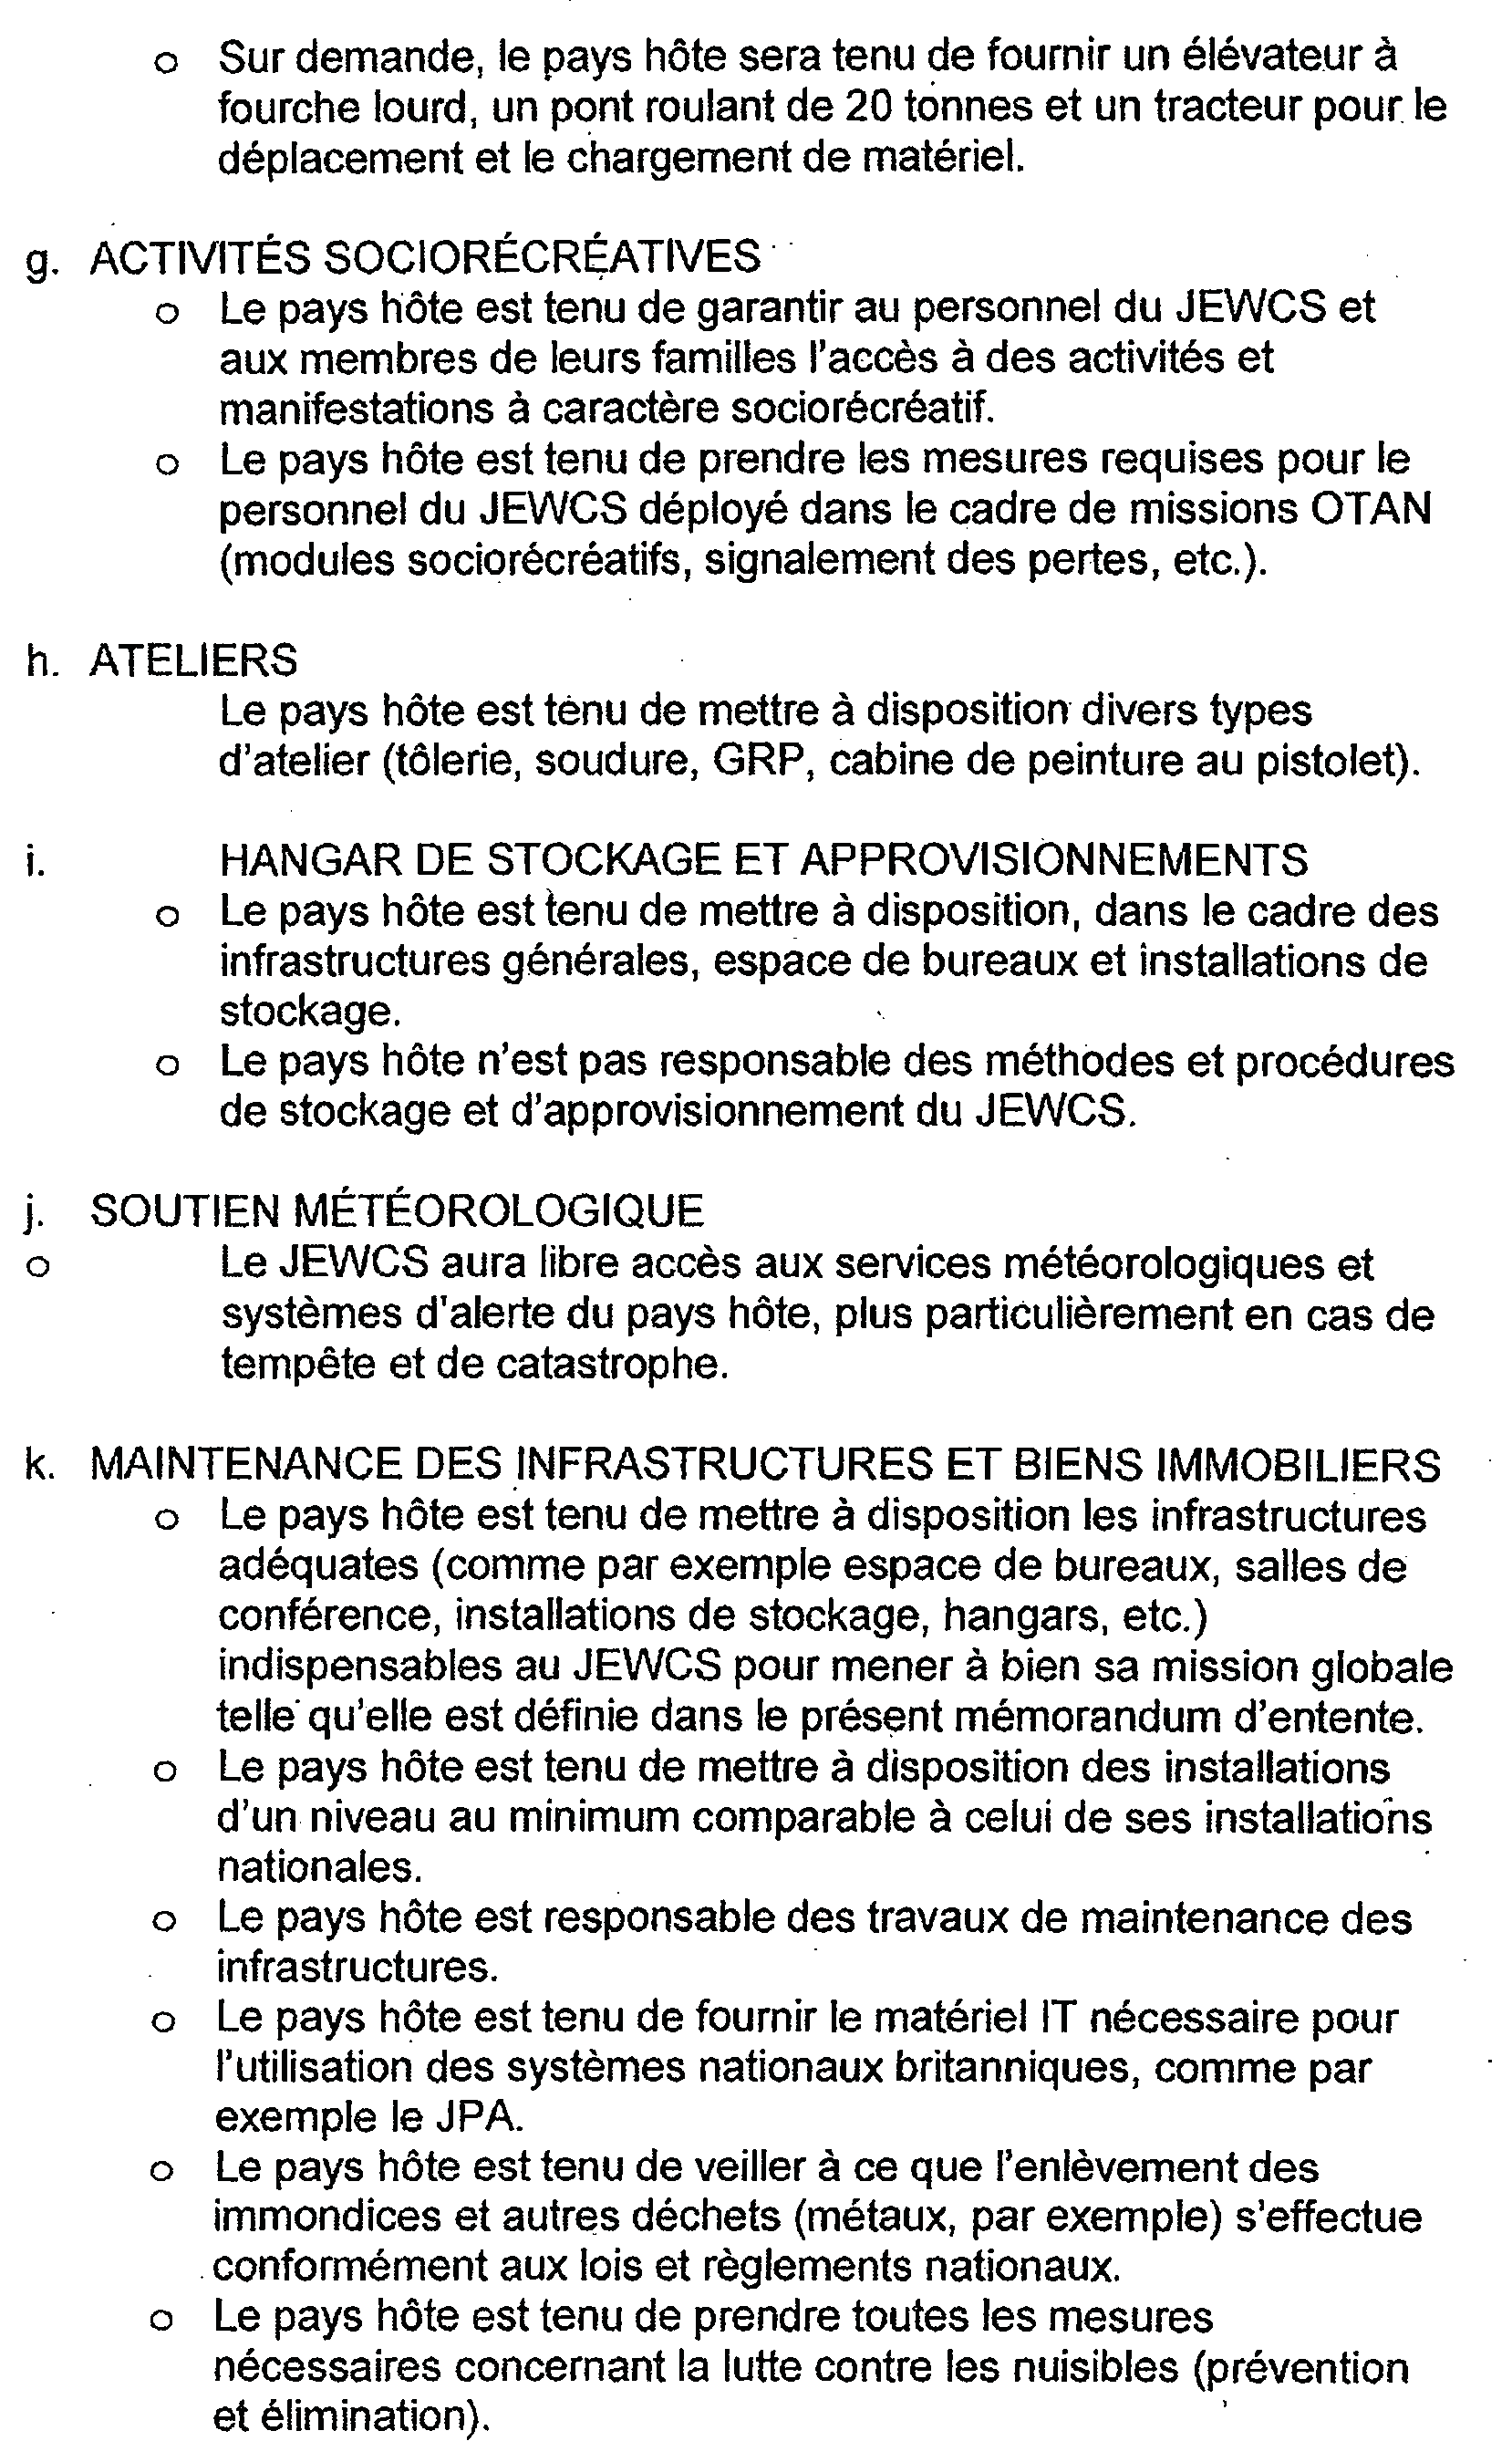 o Sur demande, le pays hôte sera tenu de fournir un élévateur à
fourche lourd, un pont roulant de 20 tonnes et un tracteur pour le
déplacement et le chargement de matériel.
g. ACTIVITÉS SOCIORÉCRÉATIVES
o Le pays hôte est tenu de garantir au personnel du JEWCS et
aux membres de leurs familles l'accès à des activités et
manifestations à caractère sociorécréatif.
o Le pays hôte est tenu de prendre les mesures requises pour le
personnel du JEWCS déployé dans le cadre de missions OTAN
(modules sociorécréatifs, signalement des pertes, etc.).
h. ATELIERS
Le pays hôte est tenu de mettre à disposition divers types
d'atelier (tôlerie, soudure, GRP, cabine de peinture au pistolet).
i. HANGAR DE STOCKAGE ET APPROVISIONNEMENTS
o Le pays hôte est tenu de mettre à disposition, dans le cadre des
infrastructures générales, espace de bureaux et installations de
stockage.
o Le pays hôte n'est pas responsable des méthodes et procédures
de stockage et d'approvisionnement du JEWCS.
j. SOUTIEN MÉTÉOROLOGIQUE
o Le JEWCS aura libre accès aux services météorologiques et
systèmes d'alerte du pays hôte, plus particulièrement en cas de
tempête et de catastrophe.
k. MAINTENANCE DES INFRASTRUCTURES ET BIENS IMMOBILIERS
o Le pays hôte est tenu de mettre à disposition les infrastructures
adéquates (comme par exemple espace de bureaux, salles de
conférence, installations de stockage, hangars, etc.)
indispensables au JEWCS pour mener à bien sa mission globale
telle qu'elle est définie dans le présent mémorandum d'entente.
o Le pays hôte est tenu de mettre à disposition des installations
d'un niveau au minimum comparable à celui de ses installations
nationales.
o Le pays hôte est responsable des travaux de maintenance des
infrastructures.
o Le pays hôte est tenu de fournir le matériel IT nécessaire pour
l'utilisation des systèmes nationaux britanniques, comme par
exemple le JPA.
o Le pays hôte est tenu de veiller à ce que l'enlèvement des
immondices et autres déchets (métaux, par exemple) s'effectue
conformément aux lois et règlements nationaux.
o Le pays hôte est tenu de prendre toutes les mesures
nécessaires concernant la lutte contre les nuisibles (prévention
et élimination).